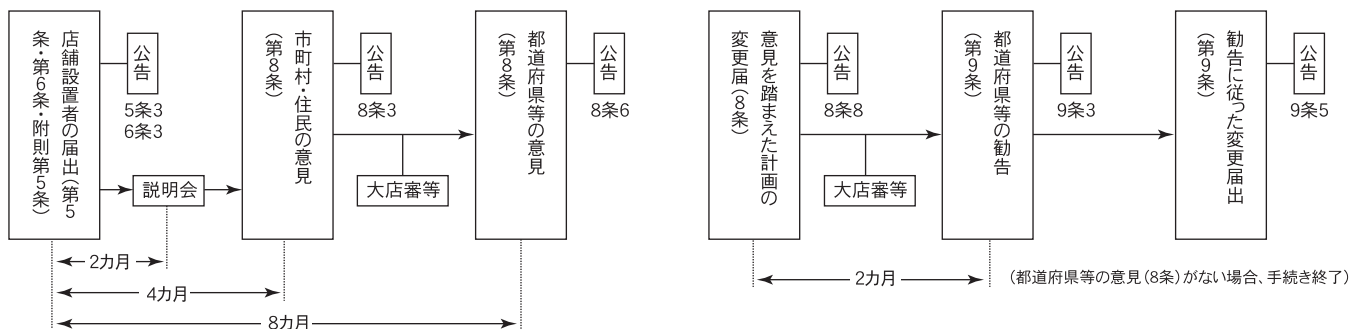 店舗設置者の届出（第5
条・第6条・附則第5条）
公告
5条3
6条3
説明会
市町村・住民の意見
（第8条）
公告
8条3
大店審等
都道府県等の意見
（第8条）
公告
8条6
意見を踏まえた計画の
変更届（8条）
公告
8条8
大店審等
都道府県等の勧告
（第9条）
公告
9条3
勧告に従った変更届出
（第9条）
公告
9条5
2カ月
4カ月
8カ月
2カ月
（都道府県等の意見（8条）がない場合、手続き終了）